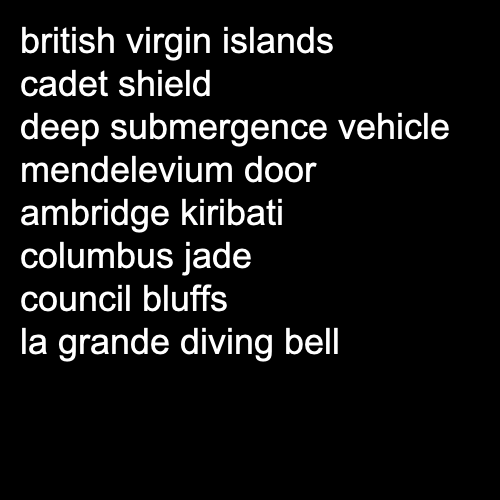 british virgin islands
cadet shield
deep submergence vehicle
mendelevium door
ambridge kiribati
columbus jade
council bluffs
la grande diving bell